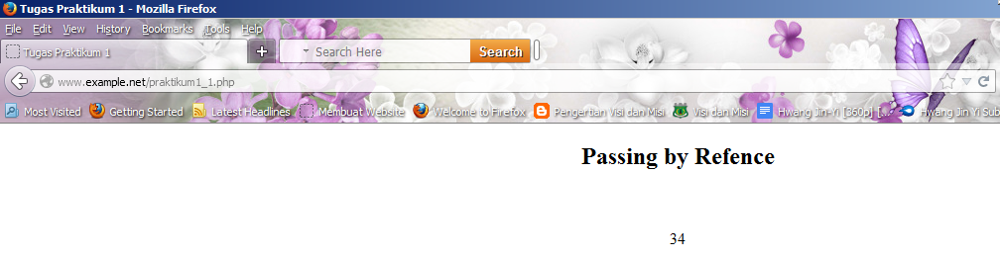 Tugas Praktikum 1 - Mozilla Firefox
File Edit View History Bookmarks Tools Help
Tugas Praktikum 1 + Search Here Search
www.example.net/praktikum1_1.php
Most Visited Getting Started Latest Headlines Membuat Website Welcome to Firefox Pengertian Visi dan Misi Visi dan Misi Hwang Jin-Yi [360p] [... Hwang Jin Yi Sub
Passing by Refence
34